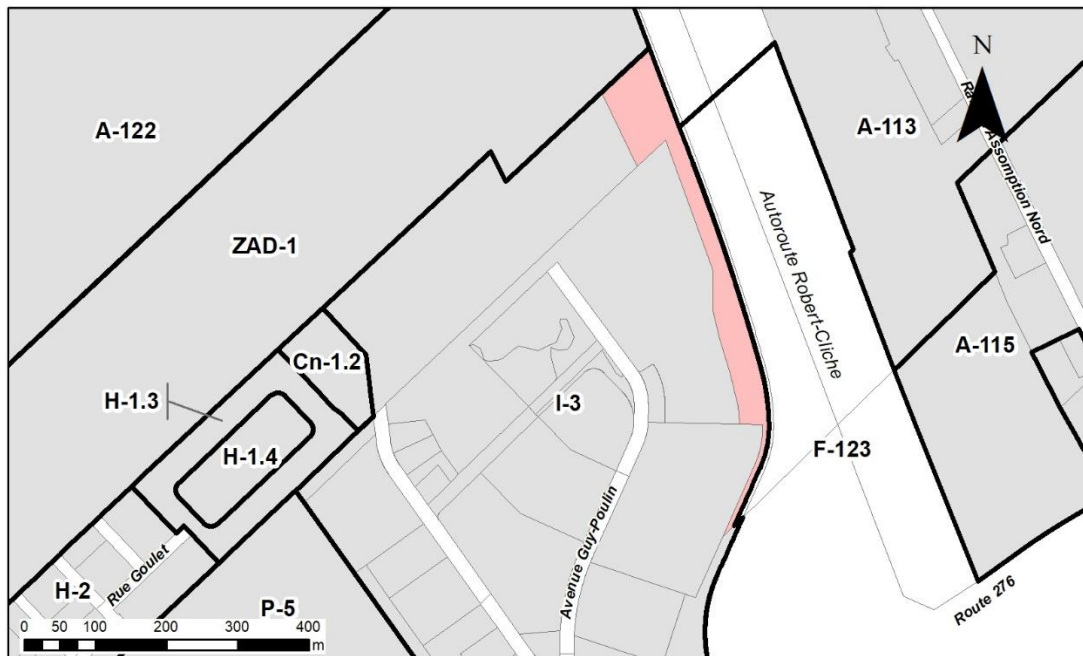 N
A-122
A-113
Assomption Nord
ZAD-1
Autoroute Robert-Cliche
A-115
Cn-1.2
H-1.3
I-3
H-1.4
F-123
Avenue Guy-Poulin
Rue Goulet
H-2
P-5
Route 276
0 50 100 200 300 400
m